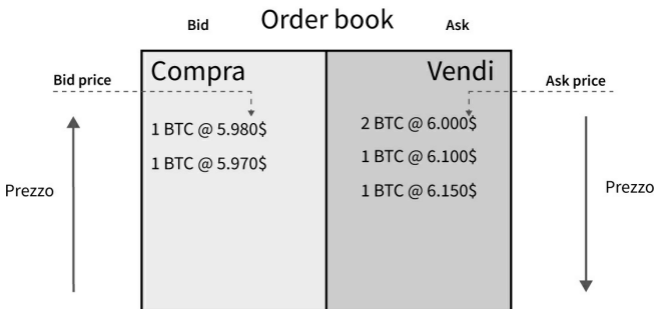 Bid Order book Ask
Compra Vendi
Bid price Ask price
1 BTC @ 5.980$ 2 BTC @ 6.000$
1 BTC @ 5.970$ 1 BTC @ 6.100$
Prezzo 1 BTC @ 6.150$ Prezzo